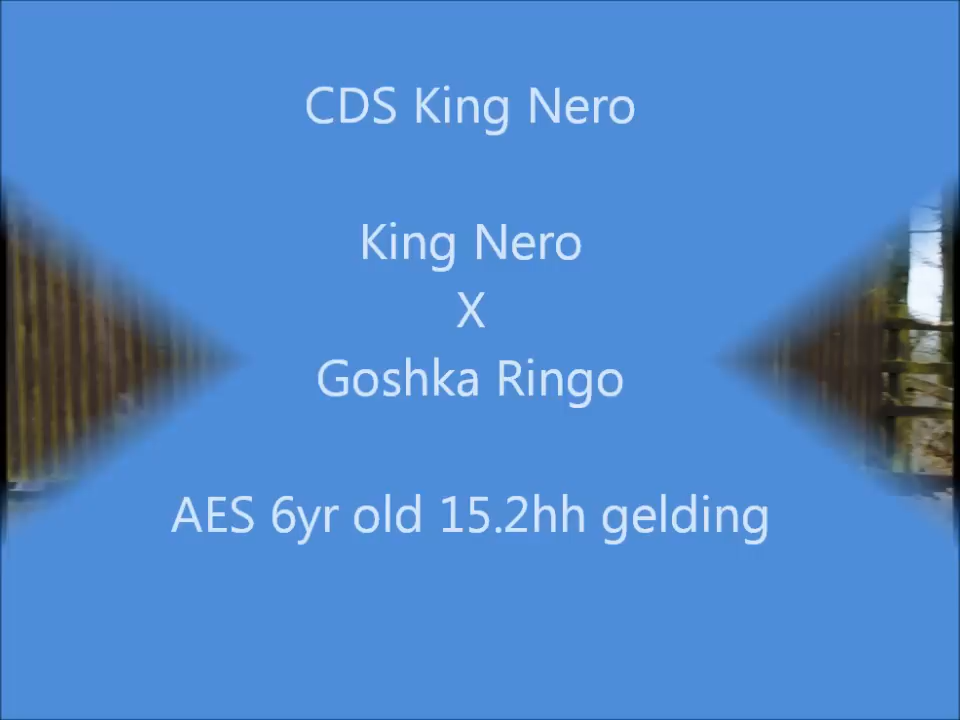 CDS King Nero
King Nero
X
Goshka Ringo
AES 6yr old 15.2hh gelding